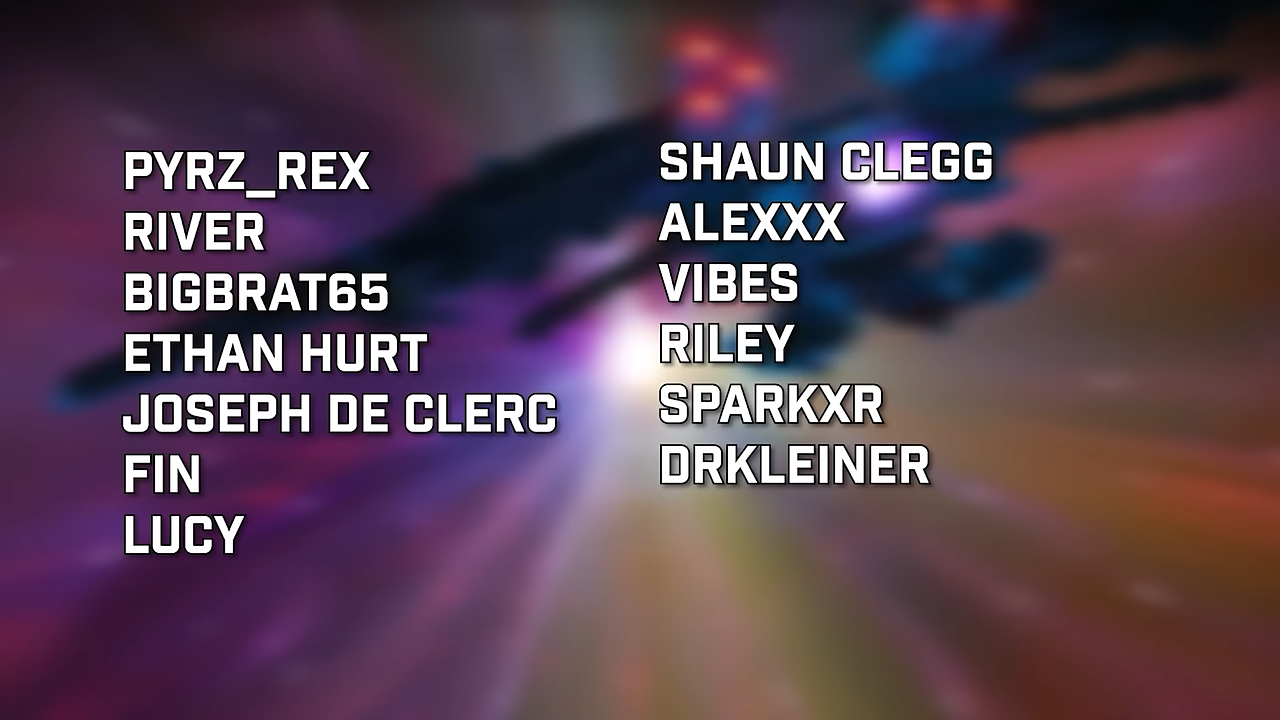 PYRZ_REX
RIVER
BIGBRAT65
ETHAN HURT
JOSEPH DE CLERC
FIN
LUCY
SHAUN CLEGG
ALEXXX
VIBES
RILEY
SPARKXR
DRKLEINER